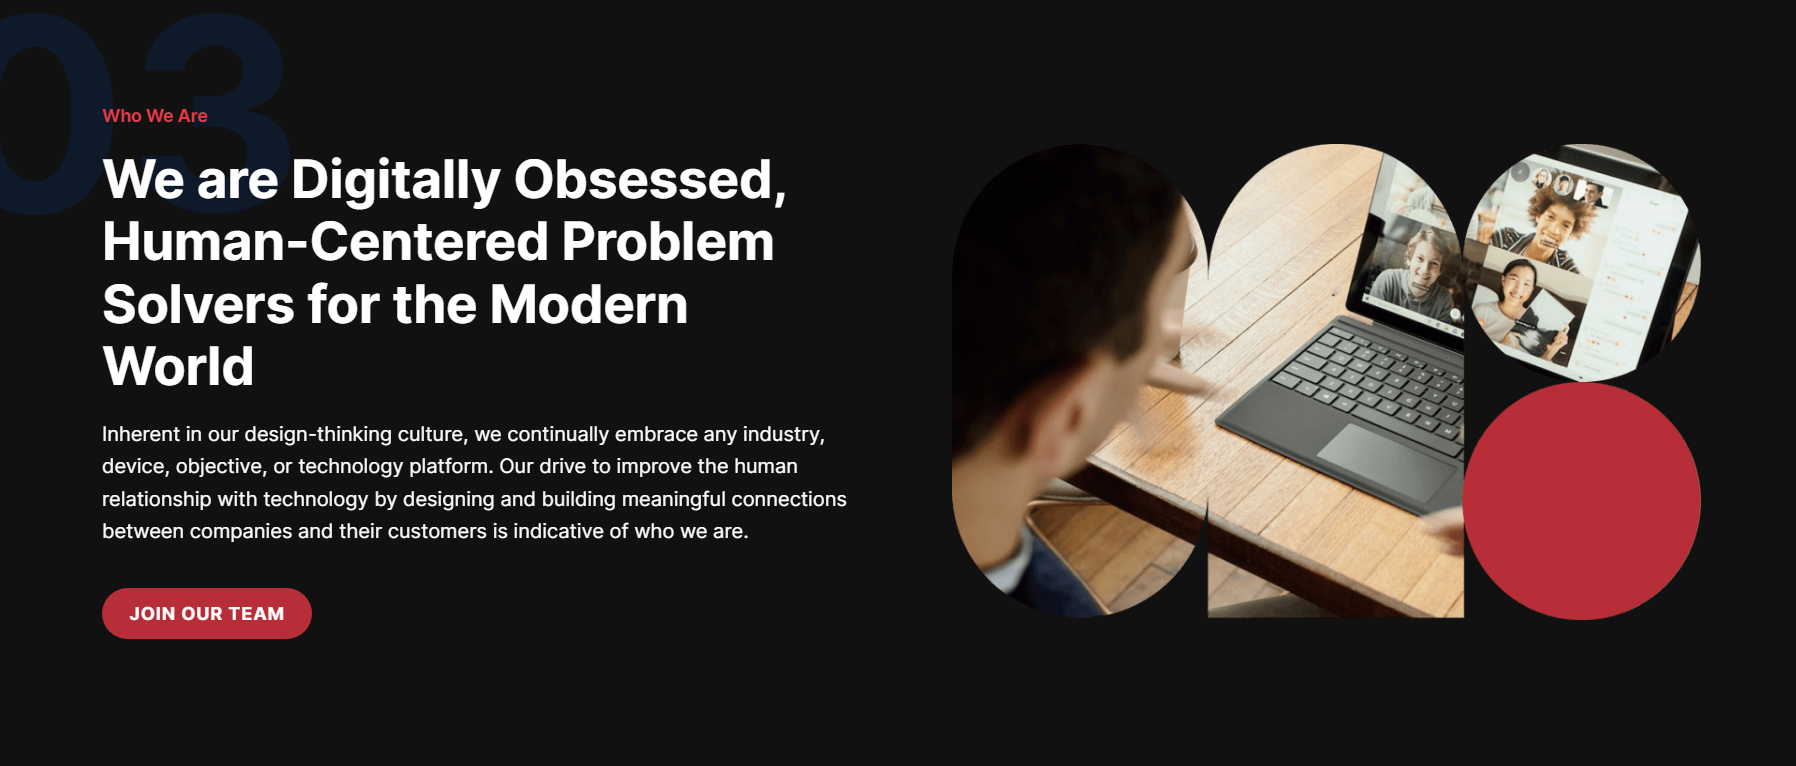 03
Who We Are
We are Digitally Obsessed,
Human-Centered Problem
Solvers for the Modern
World
Inherent in our design-thinking culture, we continually embrace any industry,
device, objective, or technology platform. Our drive to improve the human
relationship with technology by designing and building meaningful connections
between companies and their customers is indicative of who we are.
JOIN OUR TEAM